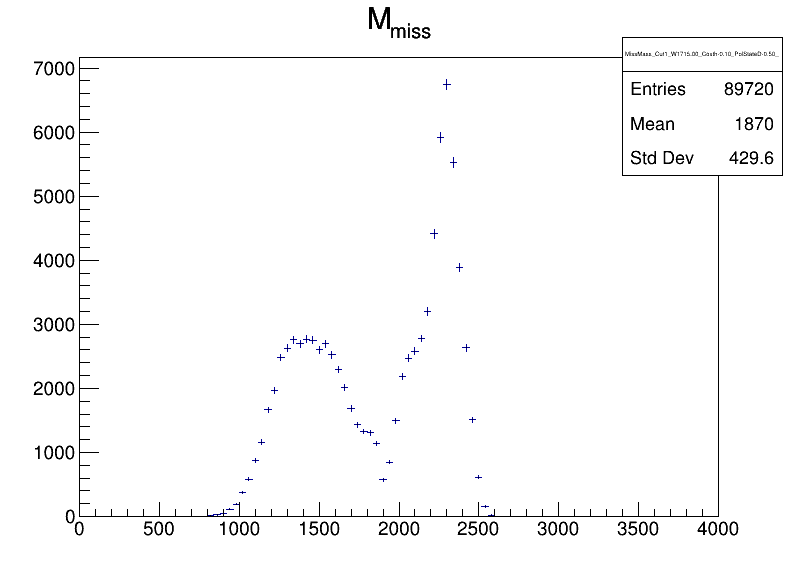 M_miss
MissMass_Cut1_W1715.00_Costh-0.10_PolStateD-0.50_
Entries 89720
Mean 1870
Std Dev 429.6
7000
6000
5000
4000
3000
2000
1000
0
0 500 1000 1500 2000 2500 3000 3500 4000